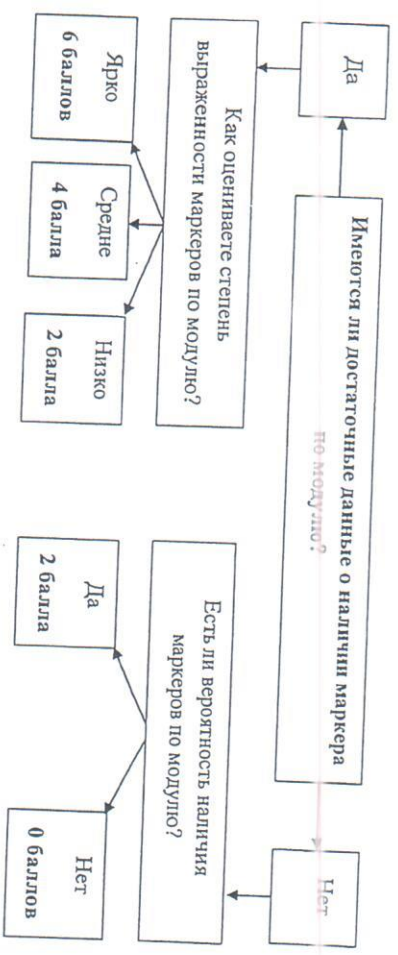 Имеются ли достаточные данные о наличии маркера
по модулю?
Да
Нет
Как оцениваете степень
выраженности маркеров по модулю?
Есть ли вероятность наличия
маркеров по модулю?
Ярко
6 баллов
Средне
4 балла
Низко
2 балла
Да
2 балла
Нет
0 баллов